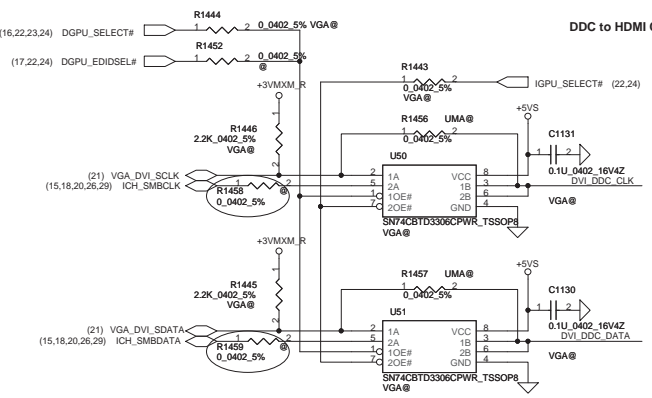 R1444
DDC to HDMI
(16,22,23,24) DGPU_SELECT# 1 2 0_0402_5% VGA@
R1452
(17,22,24) DGPU_EDIDSEL# 1 2 0_0402_5%
@
R1443
1 2 IGPU_SELECT# (22,24)
0_0402_5%
VGA@
+3VMXM_R
+5VS
R1446
2.2K_0402_5%
VGA@
1
2
R1456 UMA@
1 2
0_0402_5%
C1131
1 2
0.1U_0402_16V4Z
U50
(21) VGA_DVI_SCLK 2 1A VCC 8
(15,18,20,26,29) ICH_SMBCLK 1 2 @ 5 2A 1B 3 DVI_DDC_CLK
R1458
0_0402_5%
1 1OE# 2B 6
7 2OE# GND 4
VGA@
SN74CBTD3306CPWR_TSSOP8
VGA@
+3VMXM_R
+5VS
R1445
2.2K_0402_5%
VGA@
1
2
R1457 UMA@
1 2
0_0402_5%
C1130
1 2
0.1U_0402_16V4Z
U51
(21) VGA_DVI_SDATA 2 1A VCC 8
(15,18,20,26,29) ICH_SMBDATA 1 2 @ 5 2A 1B 3 DVI_DDC_DATA
R1459
0_0402_5%
1 1OE# 2B 6
7 2OE# GND 4
VGA@
SN74CBTD3306CPWR_TSSOP8
VGA@